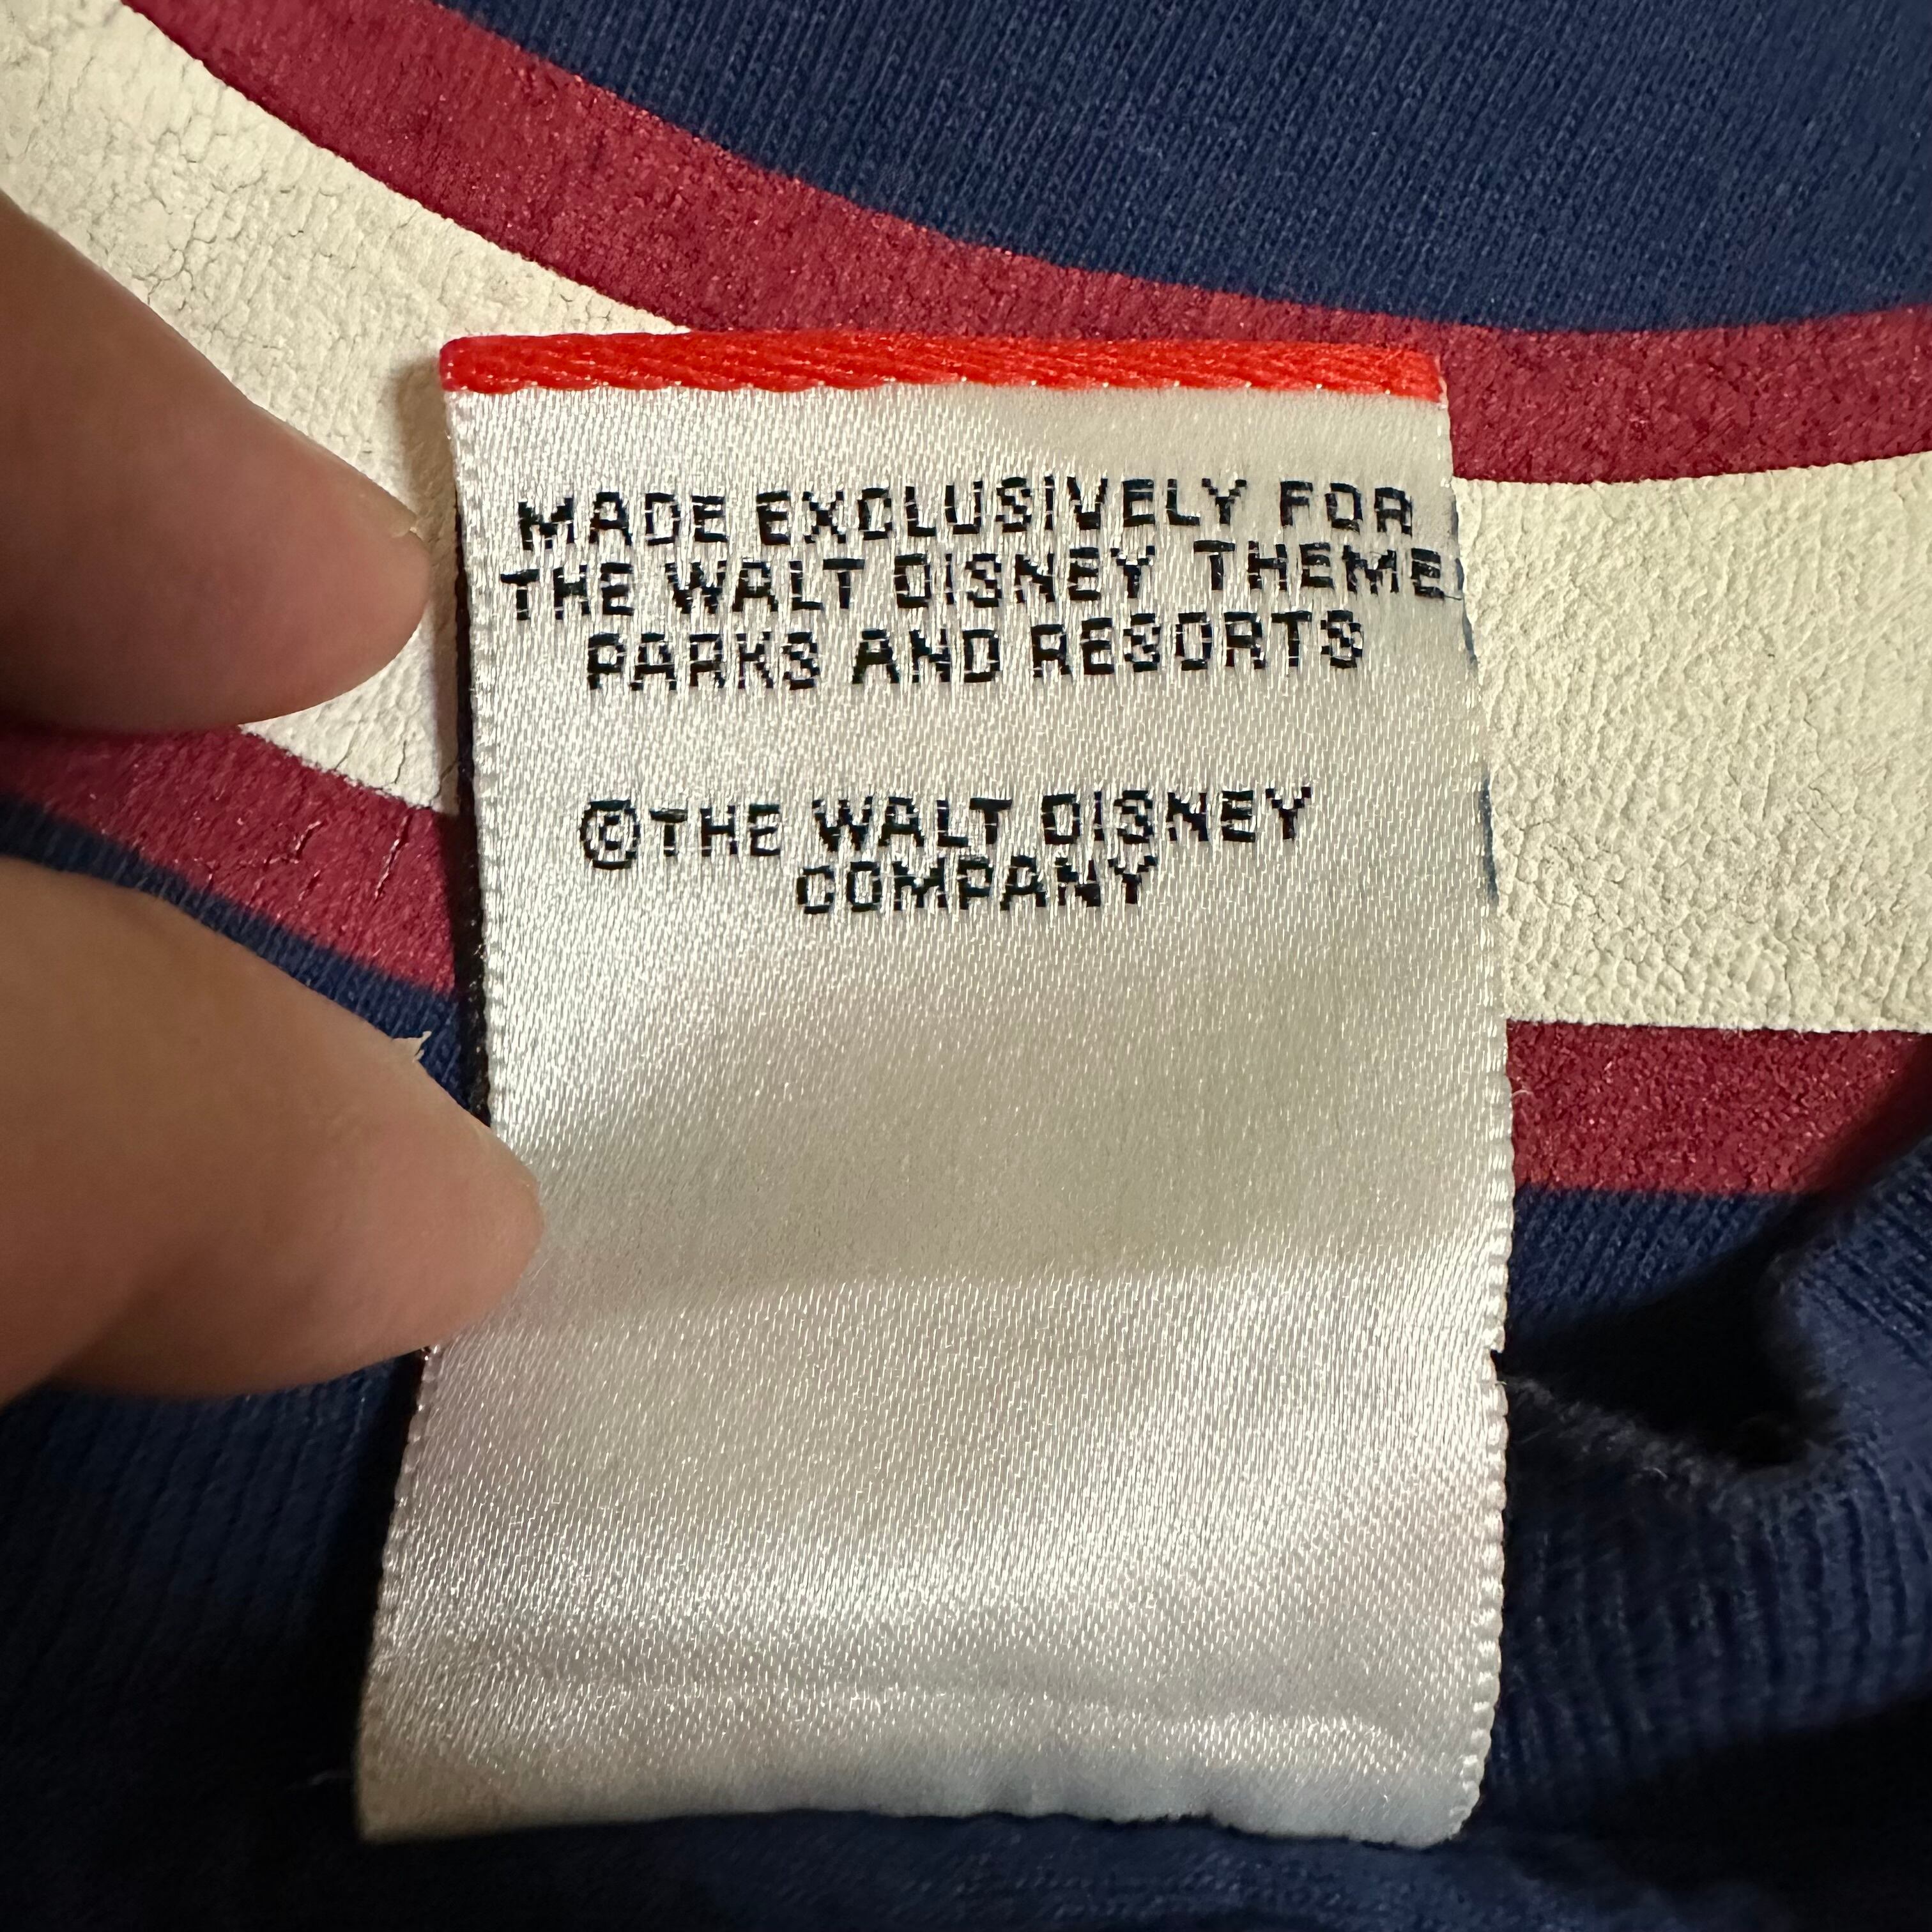 MADE EXCLUSIVELY FOR
THE WALT DISNEY THEME
PARKS AND RESORTS
©THE WALT DISNEY
COMPANY